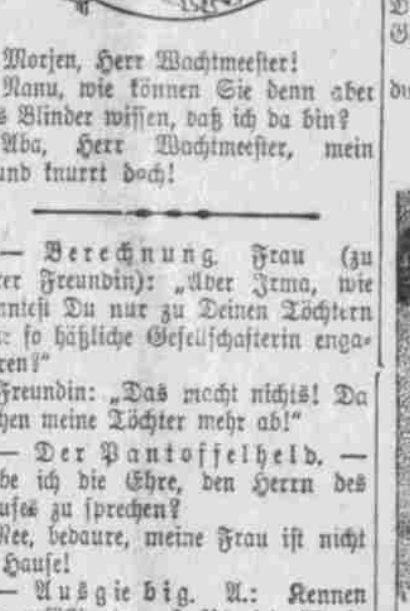 Morjen, Herr Wachtmeester!
Nanu, wie können Sie denn aber
s Blinder wissen, daß ich da bin?
Aba, Herr Wachtmeester, mein
und knurrt doch!
— Berechnung. Frau (zu
er Freundin): „Aber Irma, wie
nntest Du nur zu Deinen Töchtern
so häßliche Gesellschafterin enga-
ren?"
Freundin: „Das macht nichts! Da
hen meine Töchter mehr ab!"
— Der Pantoffelheld. —
be ich die Ehre, den Herrn des
uses zu sprechen?
Nee, bedaure, meine Frau ist nicht
Hause!
— Ausgiebig. A.: Kennen